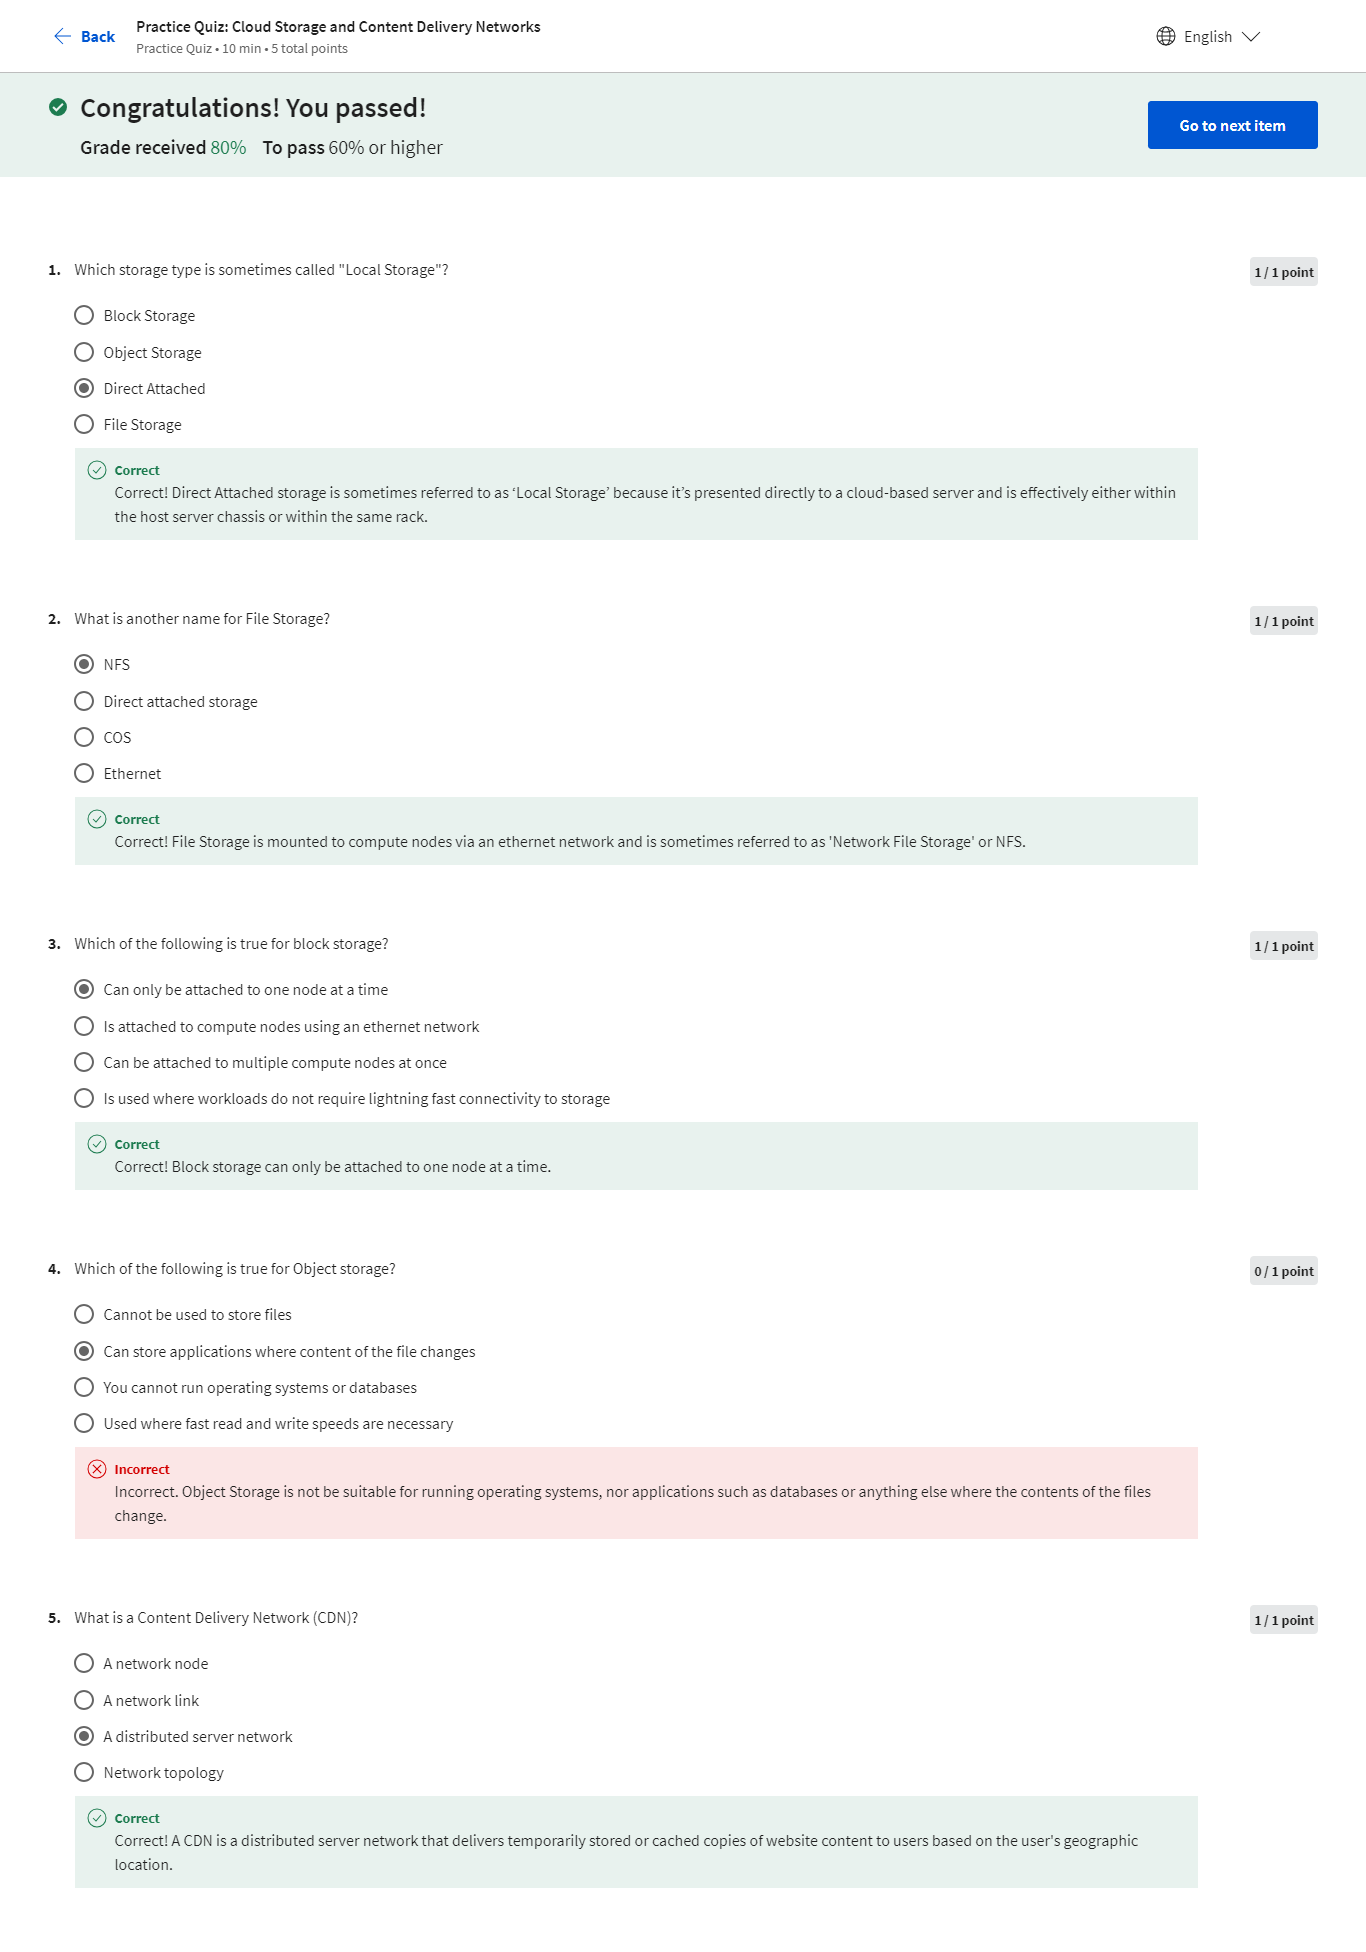 Back
Practice Quiz: Cloud Storage and Content Delivery Networks
Practice Quiz • 10 min • 5 total points
English
Congratulations! You passed!
Grade received 80% To pass 60% or higher
Go to next item
1. Which storage type is sometimes called "Local Storage"?
1 / 1 point
Block Storage
Object Storage
Direct Attached
File Storage
Correct
Correct! Direct Attached storage is sometimes referred to as ‘Local Storage’ because it’s presented directly to a cloud-based server and is effectively either within
the host server chassis or within the same rack.
2. What is another name for File Storage?
1 / 1 point
NFS
Direct attached storage
COS
Ethernet
Correct
Correct! File Storage is mounted to compute nodes via an ethernet network and is sometimes referred to as 'Network File Storage' or NFS.
3. Which of the following is true for block storage?
1 / 1 point
Can only be attached to one node at a time
Is attached to compute nodes using an ethernet network
Can be attached to multiple compute nodes at once
Is used where workloads do not require lightning fast connectivity to storage
Correct
Correct! Block storage can only be attached to one node at a time.
4. Which of the following is true for Object storage?
0 / 1 point
Cannot be used to store files
Can store applications where content of the file changes
You cannot run operating systems or databases
Used where fast read and write speeds are necessary
Incorrect
Incorrect. Object Storage is not be suitable for running operating systems, nor applications such as databases or anything else where the contents of the files
change.
5. What is a Content Delivery Network (CDN)?
1 / 1 point
A network node
A network link
A distributed server network
Network topology
Correct
Correct! A CDN is a distributed server network that delivers temporarily stored or cached copies of website content to users based on the user's geographic
location.